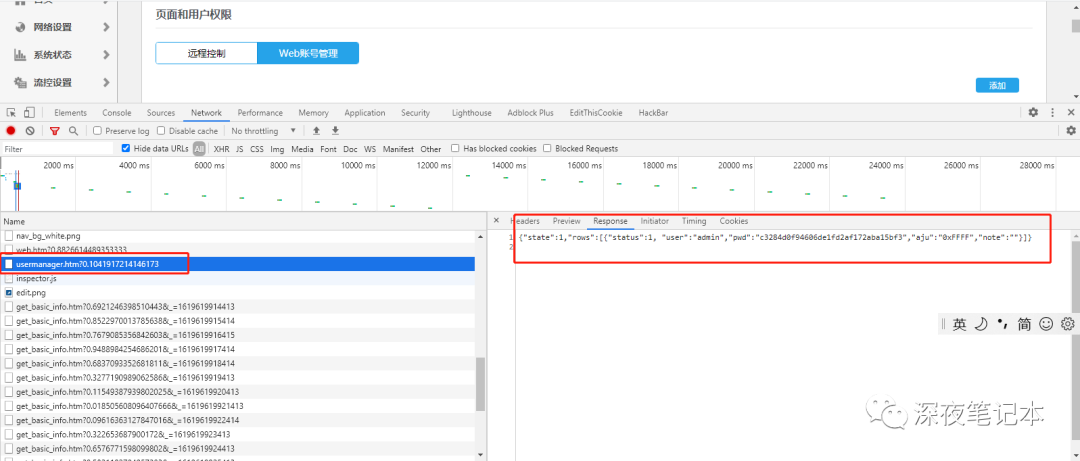 页面和用户权限
网络设置
系统状态
流控设置
远程控制
Web账号管理
添加
Elements Console Sources Network Performance Memory Application Security Lighthouse Adblock Plus EditThisCookie HackBar
Preserve log Disable cache No throttling
Filter Hide data URLs All XHR JS CSS Img Media Font Doc WS Manifest Other Has blocked cookies Blocked Requests
2000 ms 4000 ms 6000 ms 8000 ms 10000 ms 12000 ms 14000 ms 16000 ms 18000 ms 20000 ms 22000 ms 24000 ms 26000 ms 28000 ms
Name
nav_bg_white.png
web.htm?0.8826614489353333
usermanager.htm?0.1041917214146173
inspector.js
edit.png
get_basic_info.htm?0.6921246398510443&_=1619619914413
get_basic_info.htm?0.852297013785638&_=1619619915414
get_basic_info.htm?0.7679085356842603&_=1619619916415
get_basic_info.htm?0.9488984254686201&_=1619619917414
get_basic_info.htm?0.6837093352681811&_=1619619918414
get_basic_info.htm?0.3277190989062586&_=1619619919413
get_basic_info.htm?0.1154938793980202&_=1619619920413
get_basic_info.htm?0.018505608096407666&_=1619619921413
get_basic_info.htm?0.09616363127847016&_=1619619922414
get_basic_info.htm?0.322653687900172&_=1619619923413
get_basic_info.htm?0.6576771598099802&_=1619619924413
Headers Preview Response Initiator Timing Cookies
1 {"state":1,"rows":[{"status":1, "user":"admin","pwd":"c3284d0f94606de1fd2af172aba15bf3","aju":"0xFFFF","note":""}]}
2
英 简
深夜笔记本